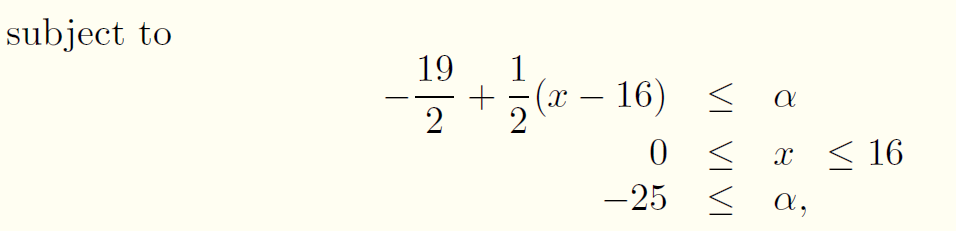 subject to
−19/2 + 1/2(x − 16) ≤ α
0 ≤ x ≤ 16
−25 ≤ α,